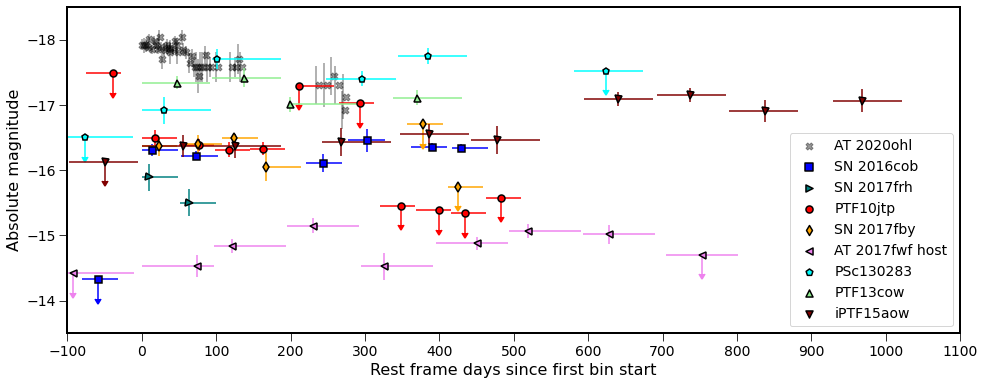 Absolute magnitude
−18
−17
−16
−15
−14
−100 0 100 200 300 400 500 600 700 800 900 1000 1100
Rest frame days since first bin start
AT 2020ohl
SN 2016cob
SN 2017frh
PTF10jtp
SN 2017fby
AT 2017fwf host
PSc130283
PTF13cow
iPTF15aow